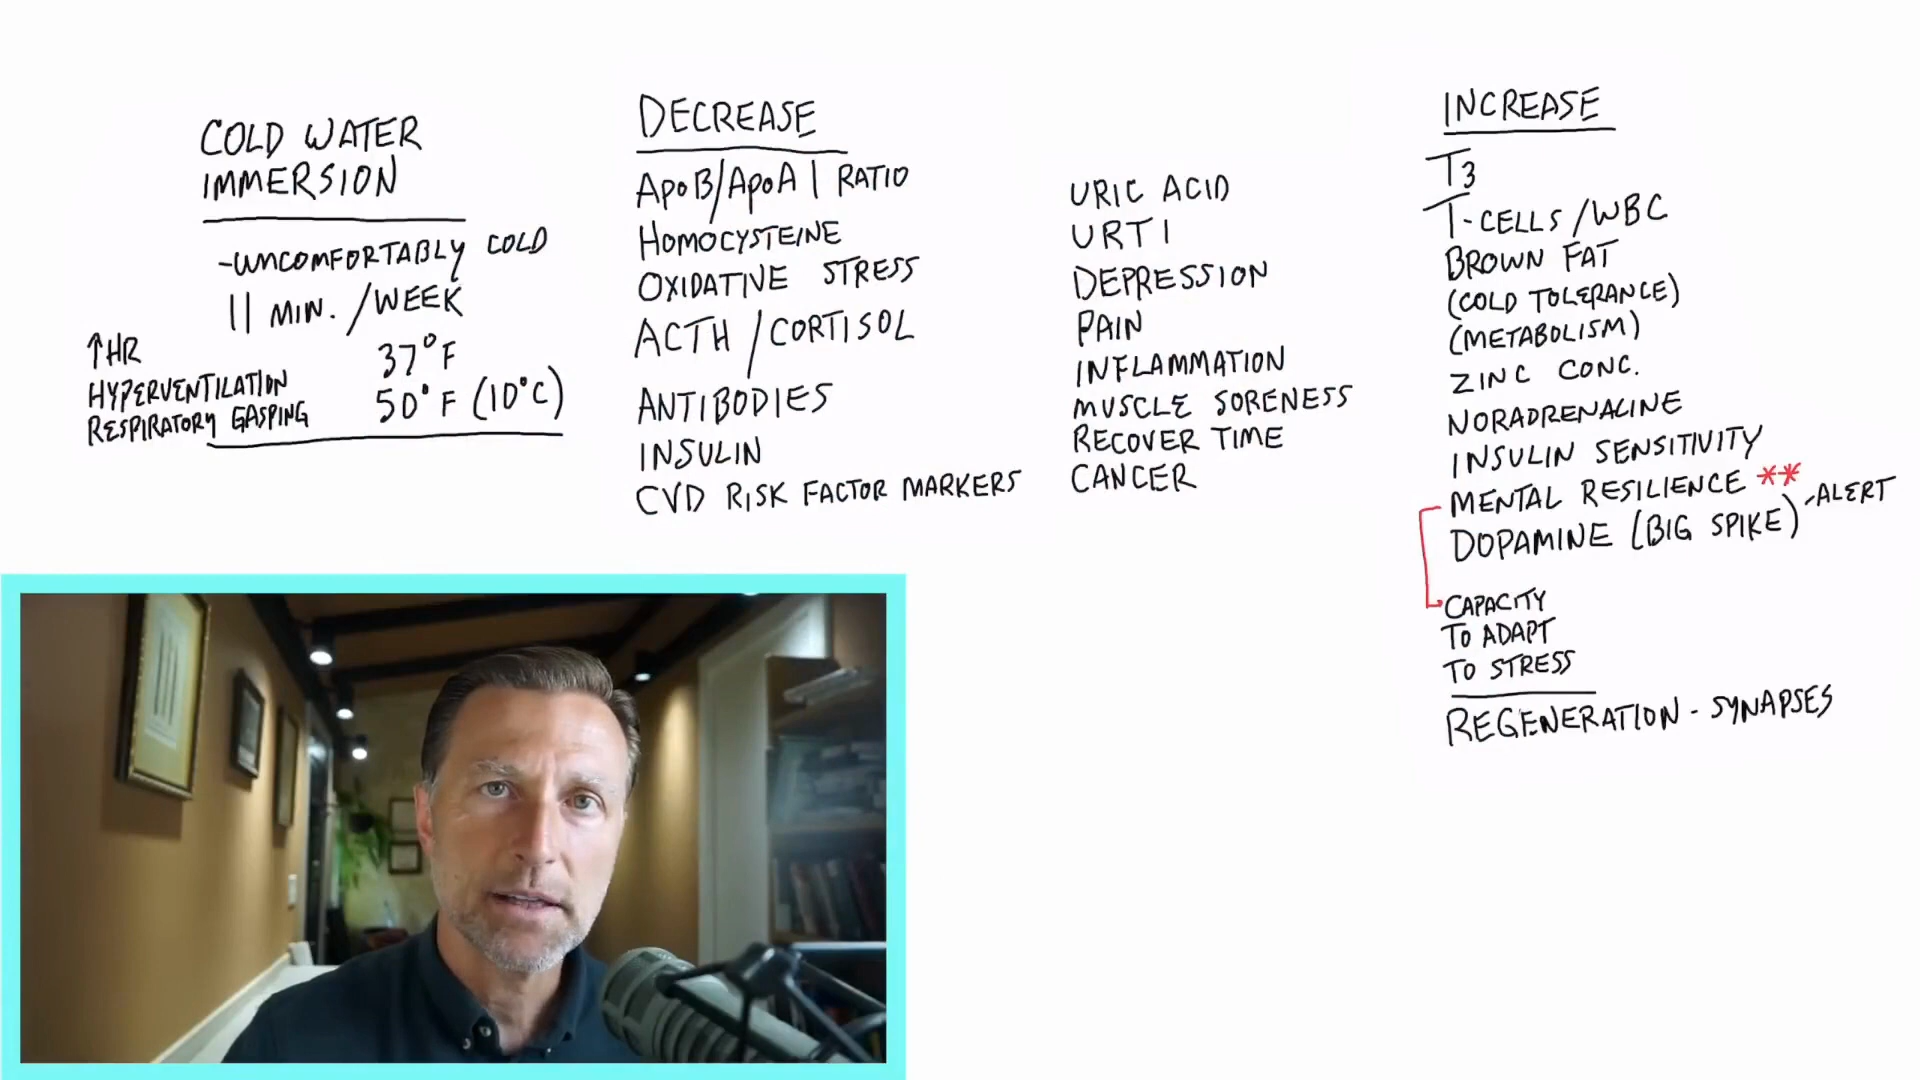 COLD WATER
IMMERSION
-UNCOMFORTABLY COLD
11 MIN. /WEEK
↑HR
HYPERVENTILATION
RESPIRATORY GASPING
37°F
50°F (10°C)
DECREASE
ApoB/ApoA1 RATIO
HOMOCYSTEINE
OXIDATIVE STRESS
ACTH/CORTISOL
ANTIBODIES
INSULIN
CVD RISK FACTOR MARKERS
URIC ACID
URTI
DEPRESSION
PAIN
INFLAMMATION
MUSCLE SORENESS
RECOVER TIME
CANCER
INCREASE
T3
T-CELLS/WBC
BROWN FAT
(COLD TOLERANCE)
(METABOLISM)
ZINC CONC.
NORADRENALINE
INSULIN SENSITIVITY
MENTAL RESILIENCE **
DOPAMINE (BIG SPIKE) -ALERT
CAPACITY
TO ADAPT
TO STRESS
REGENERATION - SYNAPSES